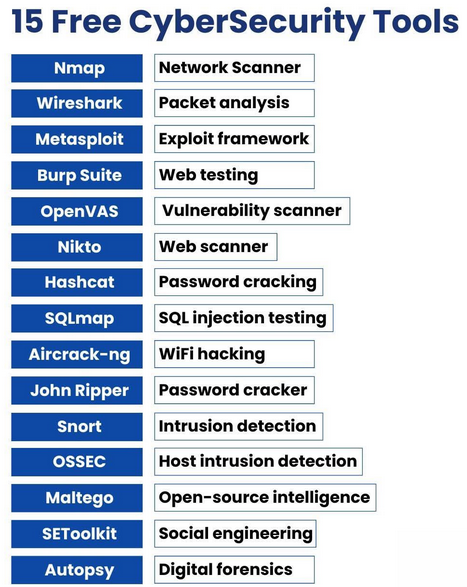 15 Free CyberSecurity Tools
Nmap Network Scanner
Wireshark Packet analysis
Metasploit Exploit framework
Burp Suite Web testing
OpenVAS Vulnerability scanner
Nikto Web scanner
Hashcat Password cracking
SQLmap SQL injection testing
Aircrack-ng WiFi hacking
John Ripper Password cracker
Snort Intrusion detection
OSSEC Host intrusion detection
Maltego Open-source intelligence
SEToolkit Social engineering
Autopsy Digital forensics